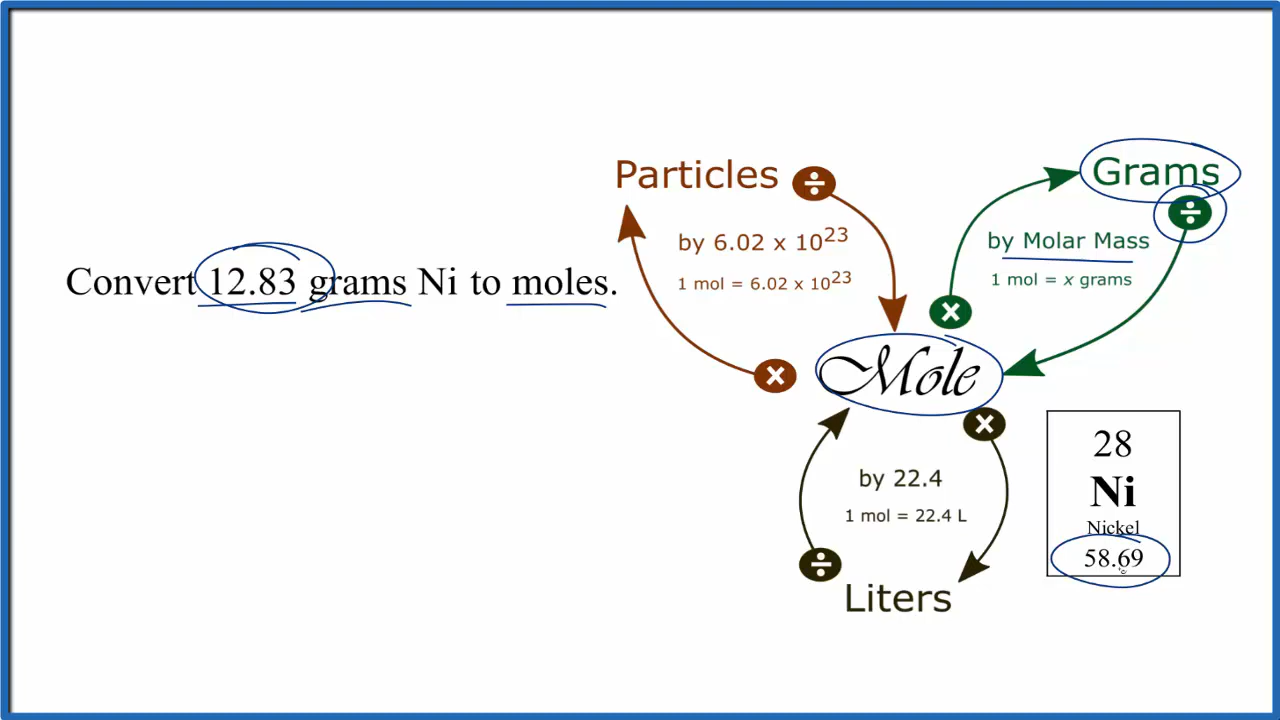 Convert 12.83 grams Ni to moles.
Particles ÷
by 6.02 x 10²³
1 mol = 6.02 x 10²³
×
Grams
÷
by Molar Mass
1 mol = x grams
×
Mole
×
by 22.4
1 mol = 22.4 L
÷
Liters
28
Ni
Nickel
58.69